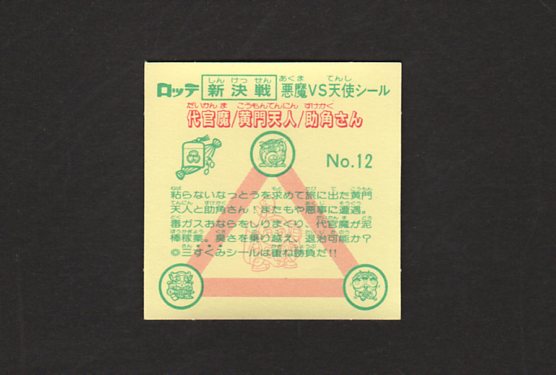 ロッテ 新決戦 悪魔VS天使シール
代官魔/黄門天人/助角さん
No.12
粘らないなっとうを求めて旅に出た黄門
天人と助角さん!またもや悪事に遭遇。
毒ガスおならをしりまくり、代官魔が泥
棒稼業。臭さを乗り越え、退治可能か?
◎三すくみシールは重ね勝負だ!!